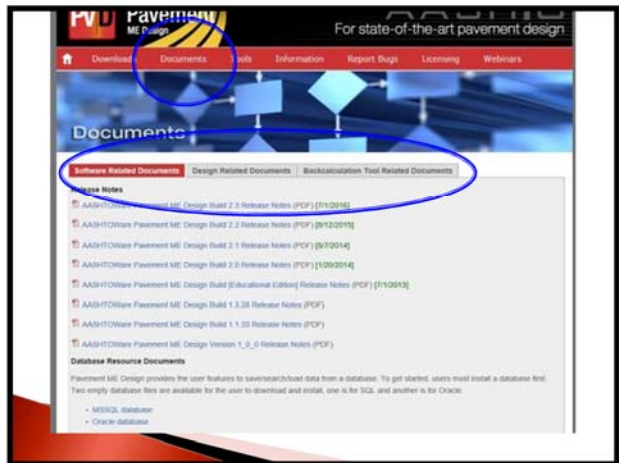 PVD Pavement
ME Design
For state-of-the-art pavement design
Downloads Documents Tools Information Report Bugs Licensing Webinars
Documents
Software Related Documents Design Related Documents Backcalculation Tool Related Documents
Release Notes
AASHTOWare Pavement ME Design Build 2.3 Release Notes (PDF) [7/1/2016]
AASHTOWare Pavement ME Design Build 2.2 Release Notes (PDF) [8/12/2015]
AASHTOWare Pavement ME Design Build 2.1 Release Notes (PDF) [8/7/2014]
AASHTOWare Pavement ME Design Build 2.0 Release Notes (PDF) [1/20/2014]
AASHTOWare Pavement ME Design Build [Educational Edition] Release Notes (PDF) [7/1/2013]
AASHTOWare Pavement ME Design Build 1.3.28 Release Notes (PDF)
AASHTOWare Pavement ME Design Build 1.1.33 Release Notes (PDF)
AASHTOWare Pavement ME Design Version 1_0_0 Release Notes (PDF)
Database Resource Documents
Pavement ME Design provides the user features to save/search/load data from a database. To get started, users must install a database first.
Two empty database files are available for the user to download and install, one is for SQL and another is for Oracle.
MSSQL database
Oracle database